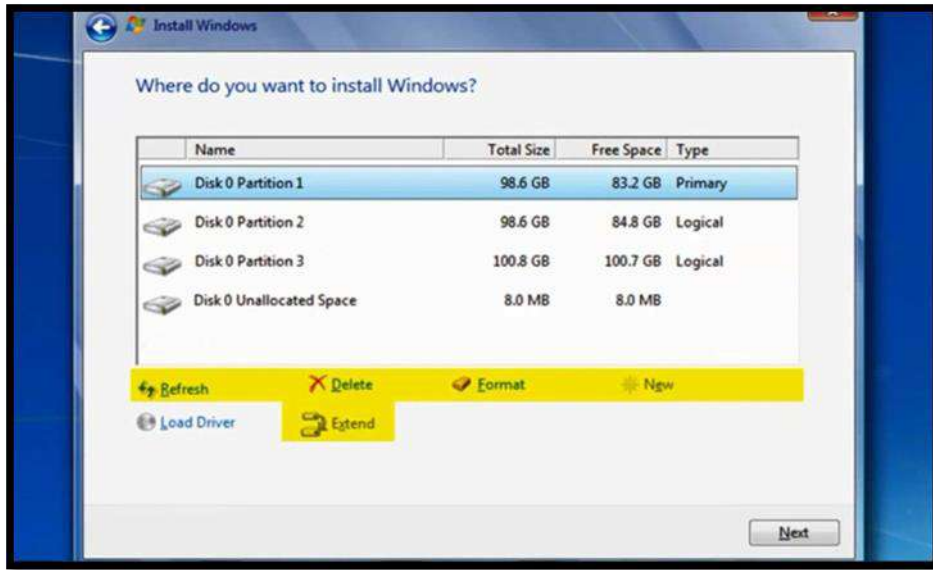 Install Windows
Where do you want to install Windows?
Name Total Size Free Space Type
Disk 0 Partition 1 98.6 GB 83.2 GB Primary
Disk 0 Partition 2 98.6 GB 84.8 GB Logical
Disk 0 Partition 3 100.8 GB 100.7 GB Logical
Disk 0 Unallocated Space 8.0 MB 8.0 MB
Refresh Delete Format New
Load Driver Extend
Next